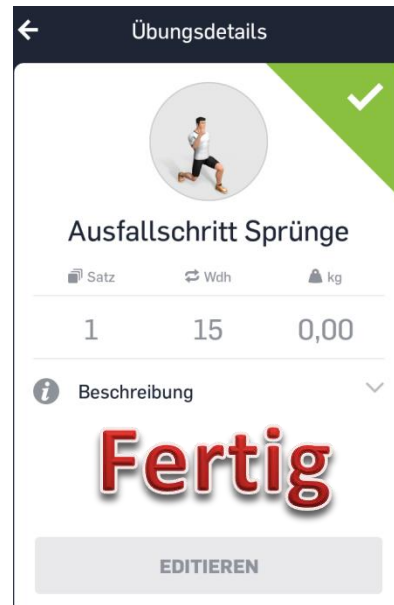 Übungsdetails
Ausfallschritt Sprünge
Satz Wdh kg
1 15 0,00
i Beschreibung
Fertig
EDITIEREN